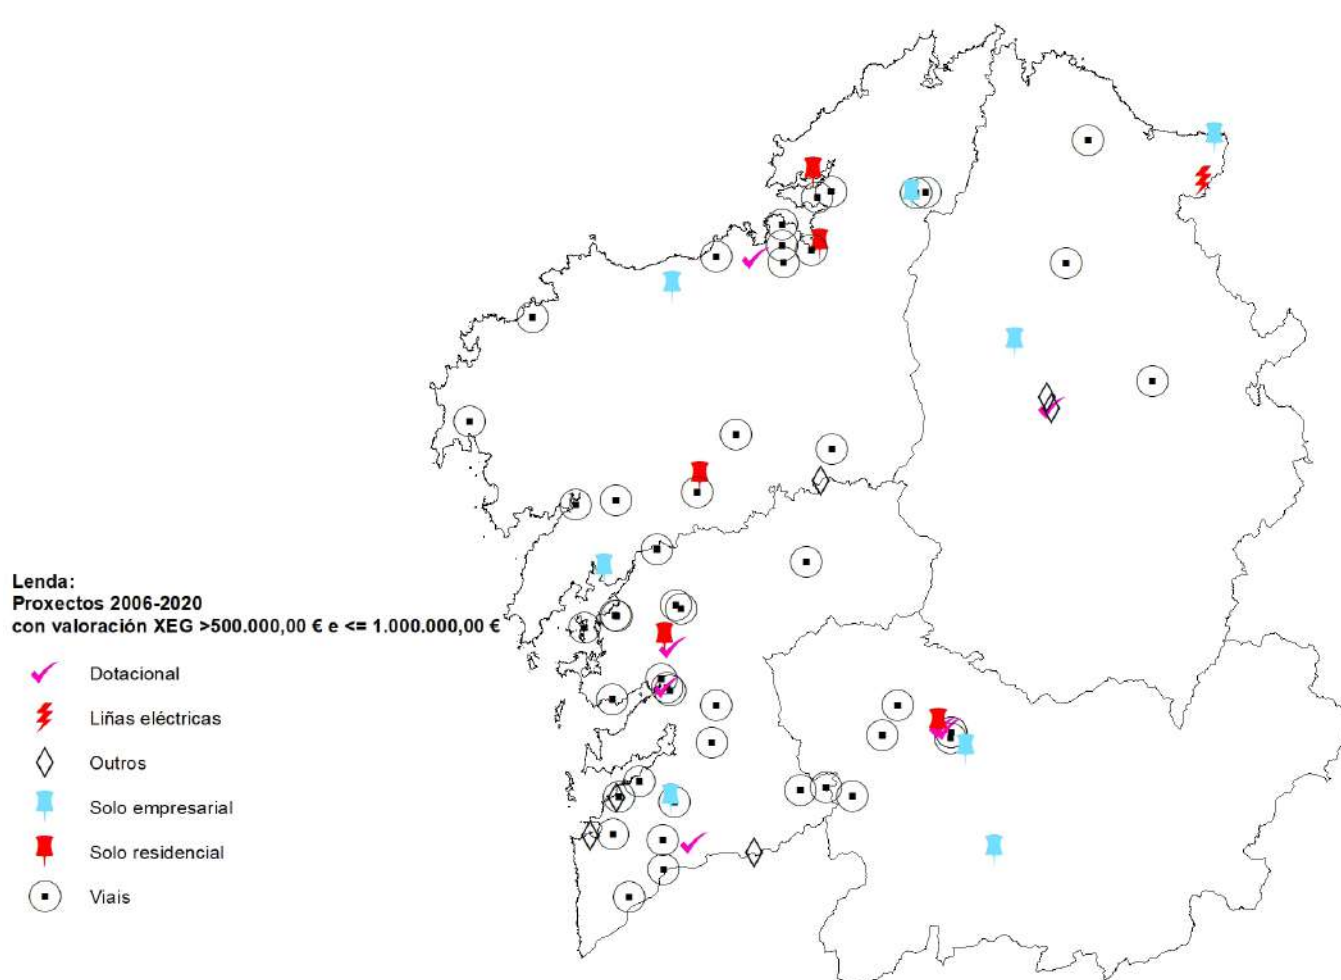 Lenda:
Proxectos 2006-2020
con valoración XEG >500.000,00 € e <= 1.000.000,00 €
Dotacional
Liñas eléctricas
Outros
Solo empresarial
Solo residencial
Viais